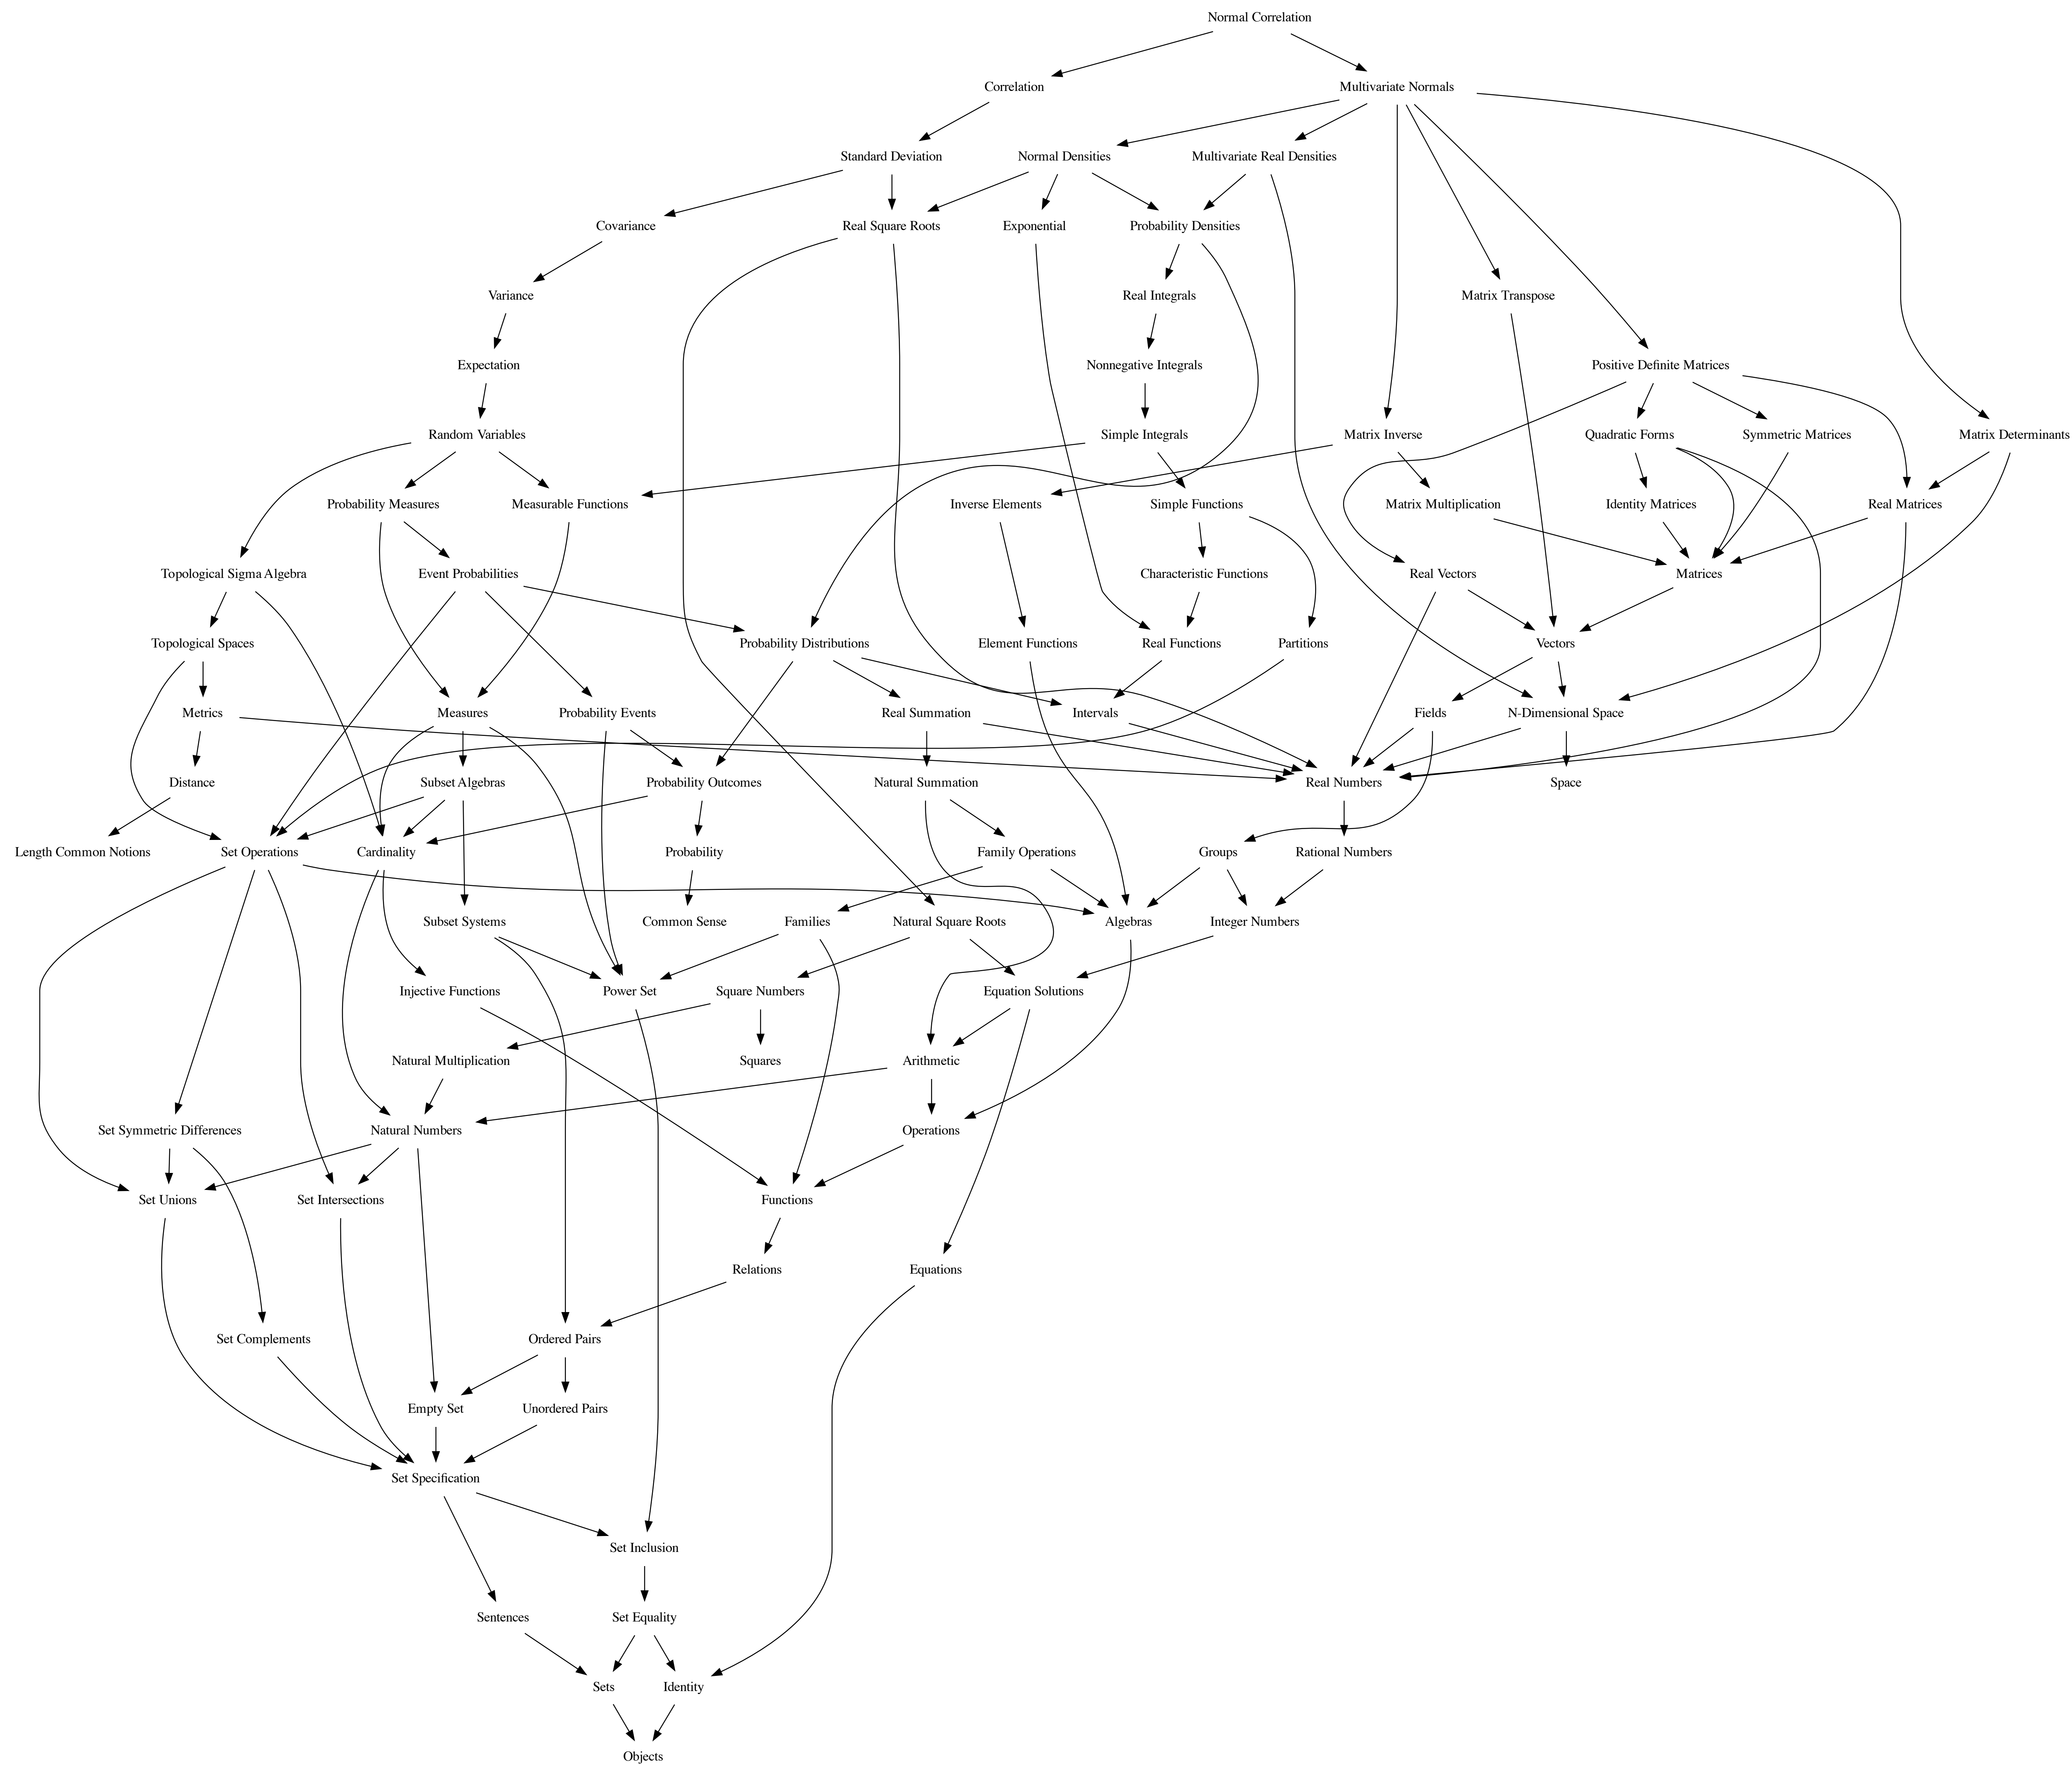 Normal Correlation
Correlation
Multivariate Normals
Standard Deviation
Normal Densities
Multivariate Real Densities
Covariance
Real Square Roots
Exponential
Probability Densities
Variance
Real Integrals
Matrix Transpose
Expectation
Nonnegative Integrals
Positive Definite Matrices
Random Variables
Simple Integrals
Matrix Inverse
Quadratic Forms
Symmetric Matrices
Matrix Determinants
Probability Measures
Measurable Functions
Inverse Elements
Simple Functions
Matrix Multiplication
Identity Matrices
Real Matrices
Topological Sigma Algebra
Event Probabilities
Characteristic Functions
Real Vectors
Matrices
Topological Spaces
Probability Distributions
Element Functions
Real Functions
Partitions
Vectors
Metrics
Measures
Probability Events
Real Summation
Intervals
Fields
N-Dimensional Space
Distance
Subset Algebras
Probability Outcomes
Natural Summation
Real Numbers
Space
Length Common Notions
Set Operations
Cardinality
Probability
Family Operations
Groups
Rational Numbers
Subset Systems
Common Sense
Families
Natural Square Roots
Algebras
Integer Numbers
Injective Functions
Power Set
Square Numbers
Equation Solutions
Natural Multiplication
Squares
Arithmetic
Set Symmetric Differences
Natural Numbers
Operations
Set Unions
Set Intersections
Functions
Relations
Equations
Set Complements
Ordered Pairs
Empty Set
Unordered Pairs
Set Specification
Set Inclusion
Sentences
Set Equality
Sets
Identity
Objects